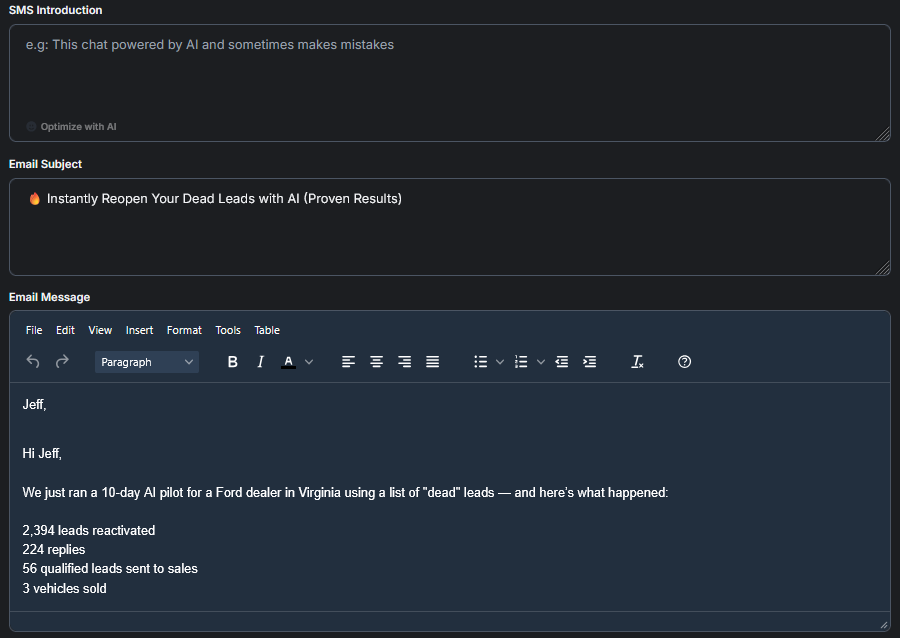 SMS Introduction
e.g: This chat powered by AI and sometimes makes mistakes
Optimize with AI
Email Subject
🔥 Instantly Reopen Your Dead Leads with AI (Proven Results)
Email Message
File Edit View Insert Format Tools Table
Paragraph B I A
Jeff,
Hi Jeff,
We just ran a 10-day AI pilot for a Ford dealer in Virginia using a list of "dead" leads — and here's what happened:
2,394 leads reactivated
224 replies
56 qualified leads sent to sales
3 vehicles sold